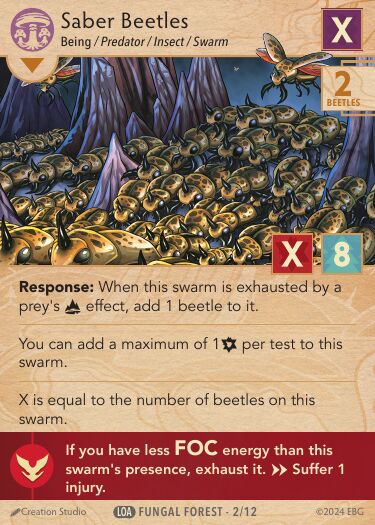 Saber Beetles
Being / Predator / Insect / Swarm
X
2
BEETLES
X 8
Response: When this swarm is exhausted by a
prey's effect, add 1 beetle to it.
You can add a maximum of 1 per test to this
swarm.
X is equal to the number of beetles on this
swarm.
If you have less FOC energy than this
swarm's presence, exhaust it. Suffer 1
injury.
Creation Studio LOA FUNGAL FOREST - 2/12 ©2024 EBG